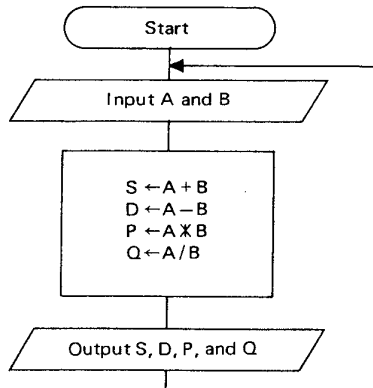 Start
Input A and B
S ← A + B
D ← A − B
P ← A * B
Q ← A / B
Output S, D, P, and Q